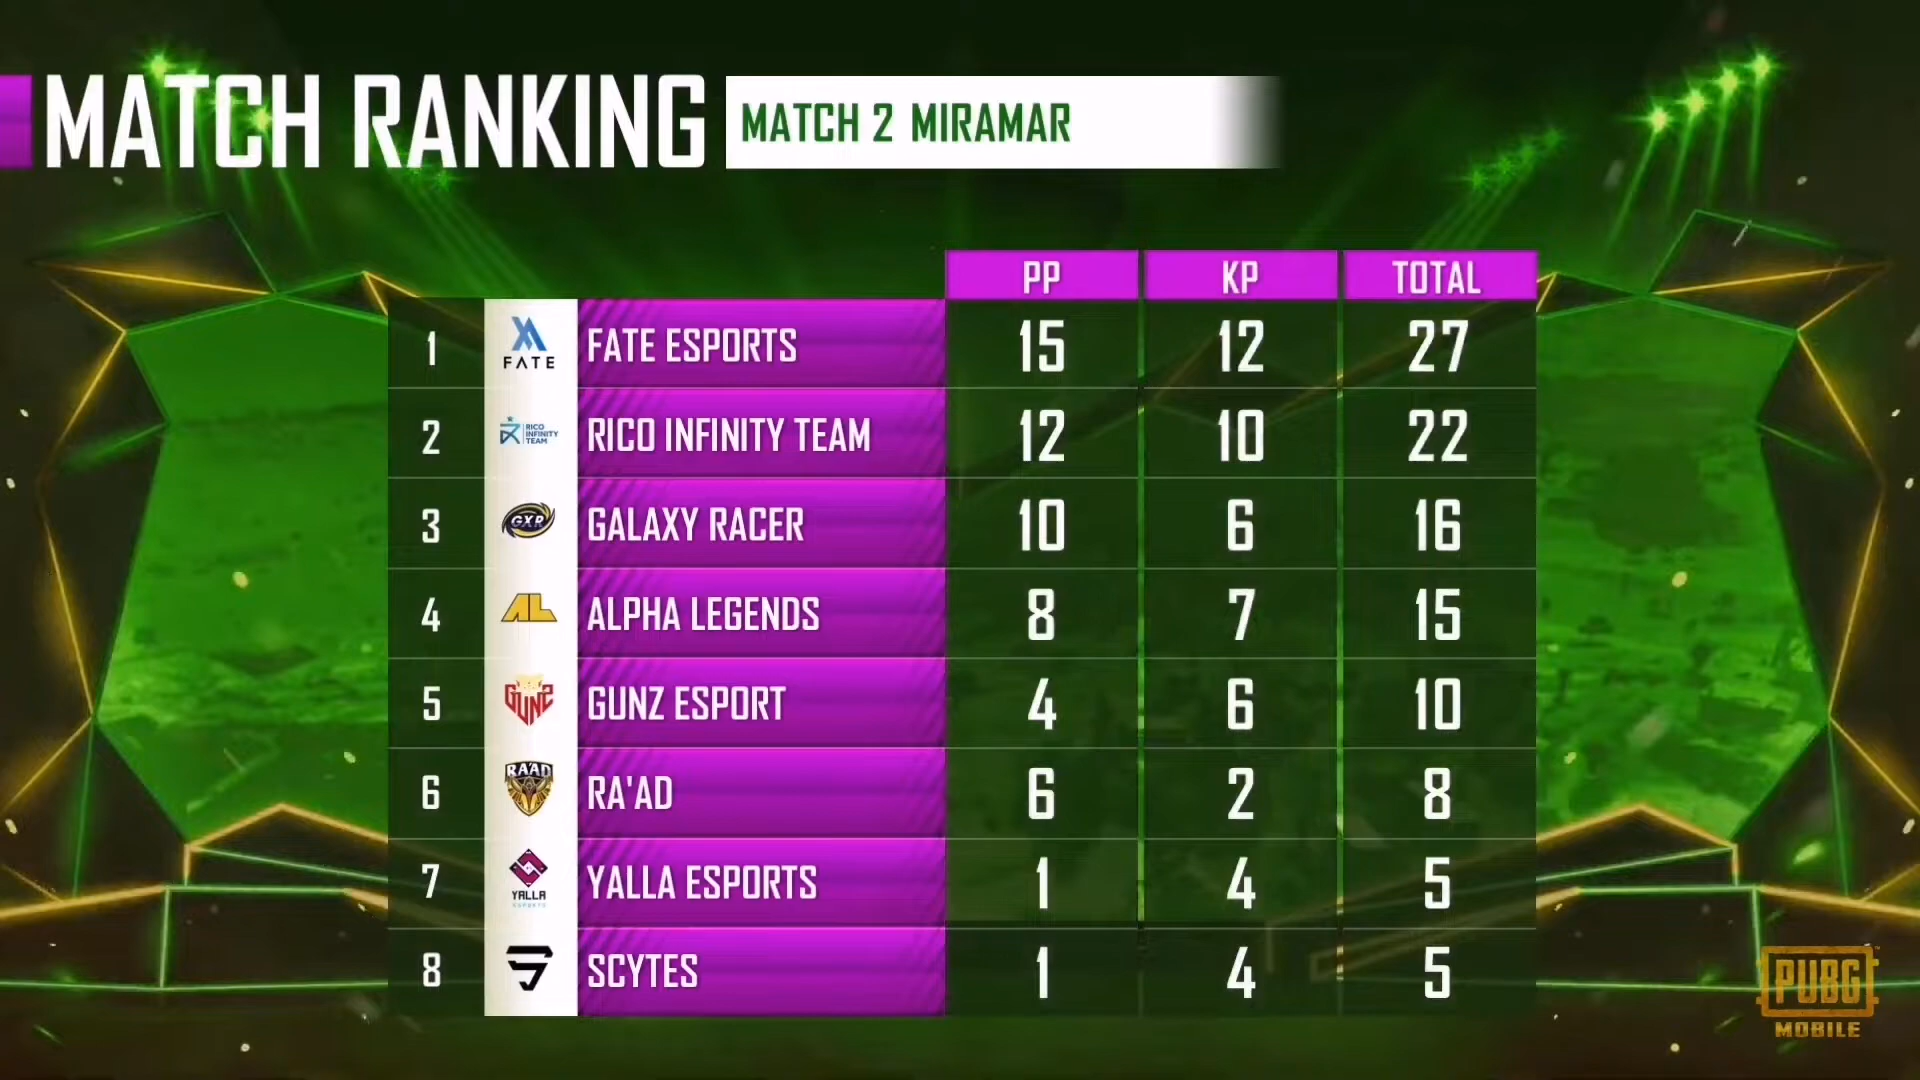 MATCH RANKING MATCH 2 MIRAMAR
PP KP TOTAL
1 FATE FATE ESPORTS 15 12 27
2 RICO INFINITY TEAM RICO INFINITY TEAM 12 10 22
3 GXR GALAXY RACER 10 6 16
4 AL ALPHA LEGENDS 8 7 15
5 GUNZ GUNZ ESPORT 4 6 10
6 RA'AD RA'AD 6 2 8
7 YALLA ESPORTS YALLA ESPORTS 1 4 5
8 SCYTES 1 4 5
PUBG
MOBILE